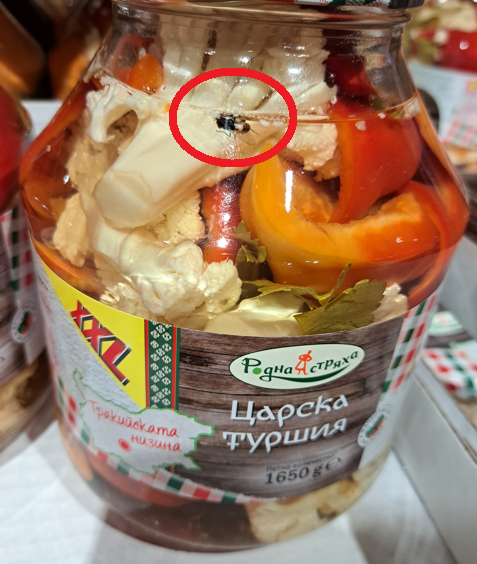 XXL
Родна Стряха
Царска
туршия
Тракийската
низина
1650 g e